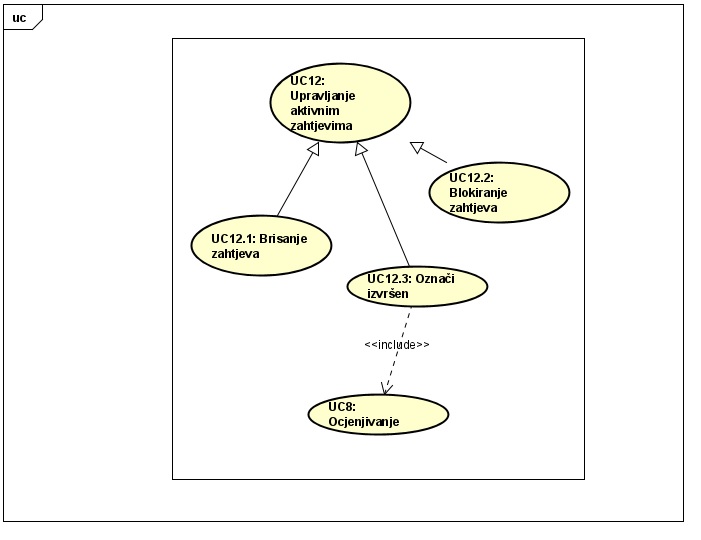 uc
UC12:
Upravljanje
aktivnim
zahtjevima
UC12.2:
Blokiranje
zahtjeva
UC12.1: Brisanje
zahtjeva
UC12.3: Označi
izvršen
<<include>>
UC8:
Ocjenjivanje